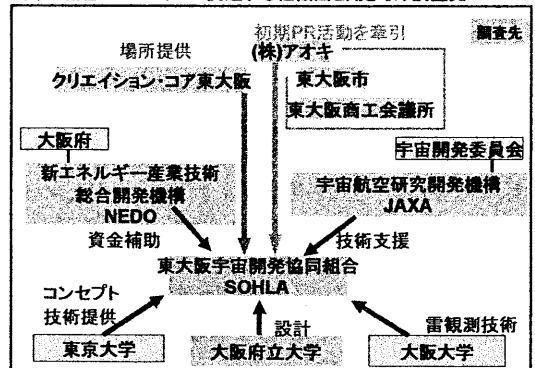 初期PR活動を牽引
調査先
場所提供
(株)アオキ
クリエイション・コア東大阪
東大阪市
東大阪商工会議所
大阪府
宇宙開発委員会
新エネルギー産業技術
総合開発機構
NEDO
宇宙航空研究開発機構
JAXA
資金補助
技術支援
東大阪宇宙開発協同組合
SOHLA
コンセプト
技術提供
設計
雷観測技術
東京大学
大阪府立大学
大阪大学